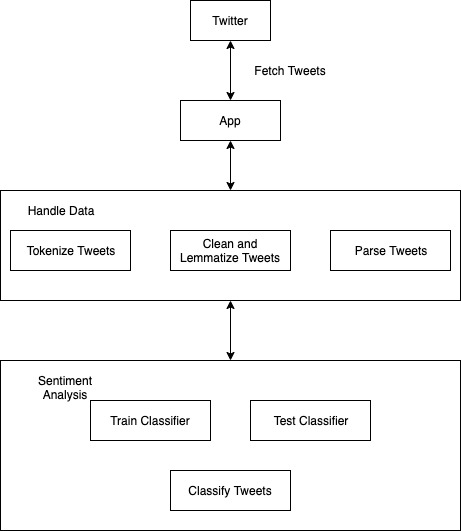 Twitter
Fetch Tweets
App
Handle Data
Tokenize Tweets
Clean and
Lemmatize Tweets
Parse Tweets
Sentiment
Analysis
Train Classifier
Test Classifier
Classify Tweets